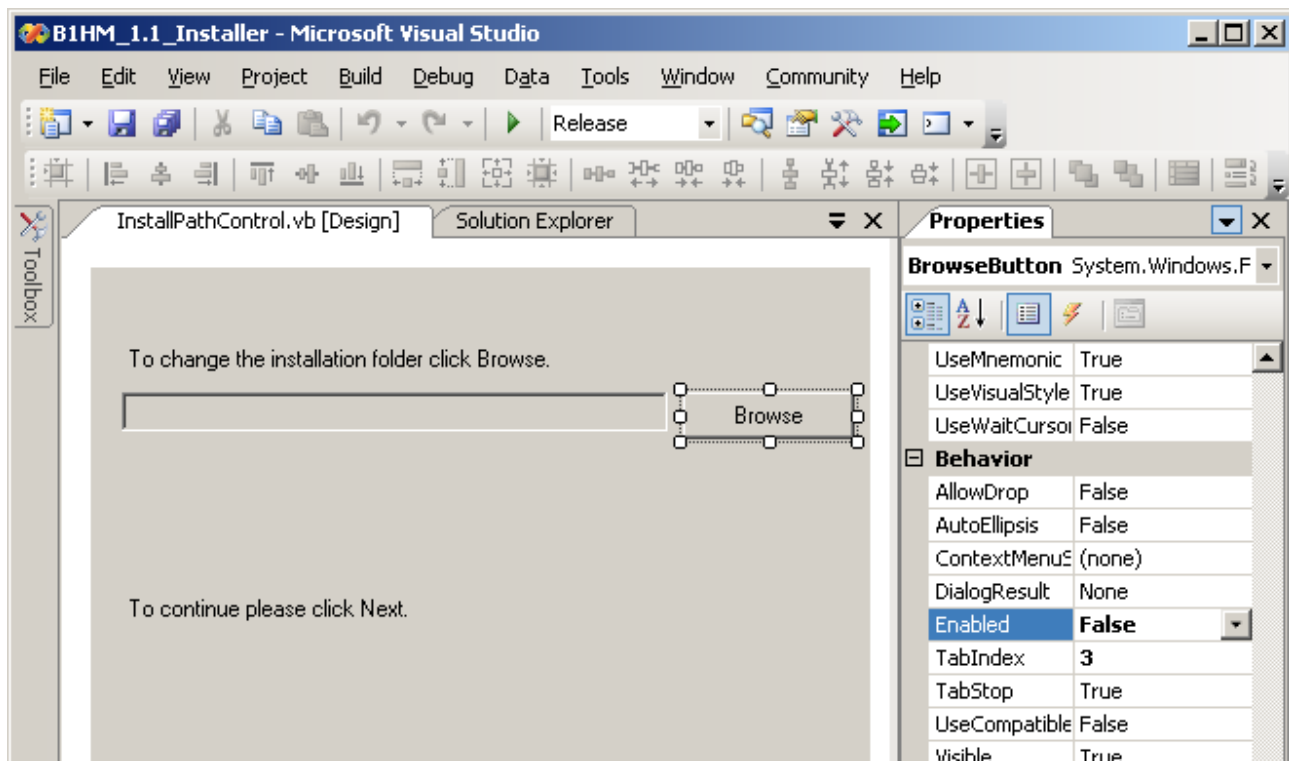 B1HM_1.1_Installer - Microsoft Visual Studio
File Edit View Project Build Debug Data Tools Window Community Help
Release
InstallPathControl.vb [Design] Solution Explorer
Toolbox
To change the installation folder click Browse.
Browse
To continue please click Next.
Properties
BrowseButton System.Windows.F
UseMnemonic True
UseVisualStyle True
UseWaitCursor False
Behavior
AllowDrop False
AutoEllipsis False
ContextMenuS (none)
DialogResult None
Enabled False
TabIndex 3
TabStop True
UseCompatible False
Visible True